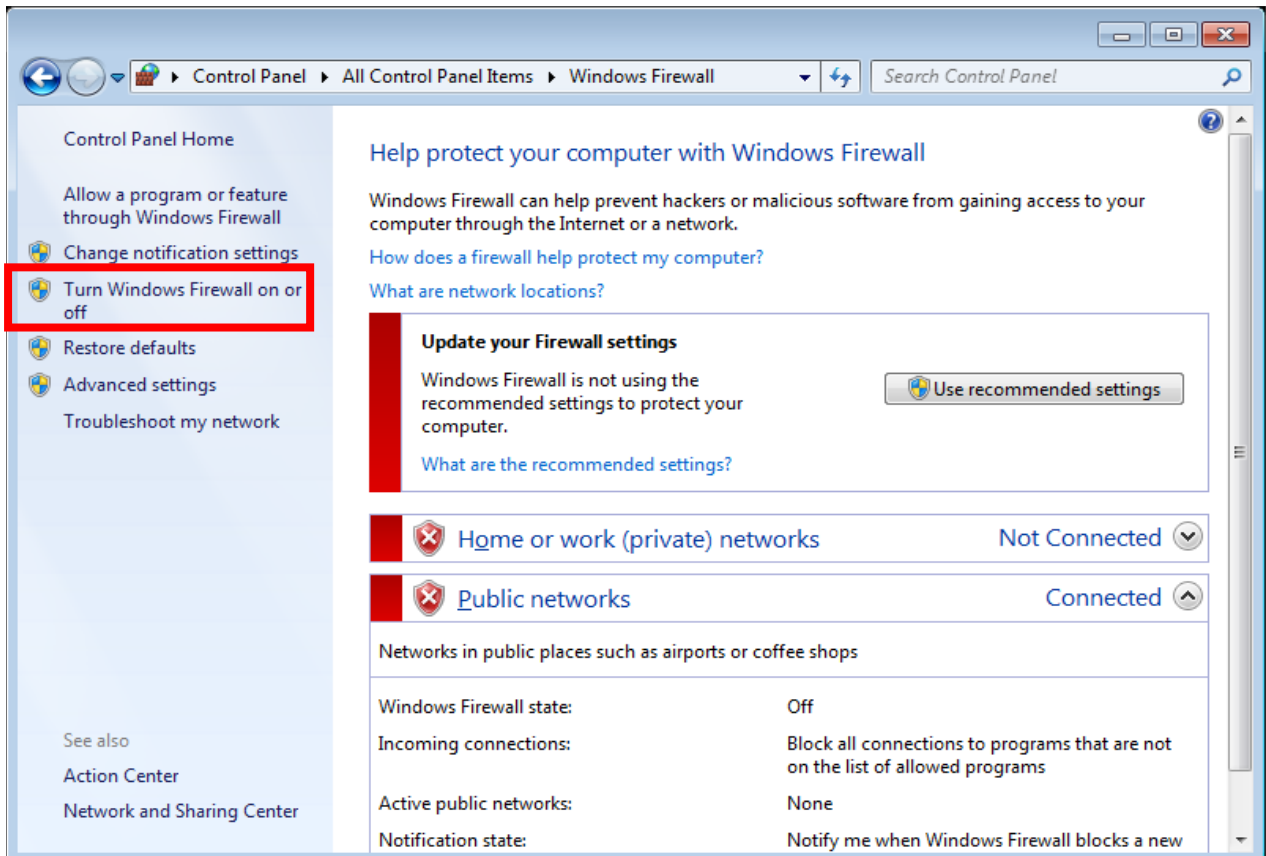 Control Panel ▸ All Control Panel Items ▸ Windows Firewall
Search Control Panel
Control Panel Home
Allow a program or feature
through Windows Firewall
Change notification settings
Turn Windows Firewall on or
off
Restore defaults
Advanced settings
Troubleshoot my network
See also
Action Center
Network and Sharing Center
Help protect your computer with Windows Firewall
Windows Firewall can help prevent hackers or malicious software from gaining access to your
computer through the Internet or a network.
How does a firewall help protect my computer?
What are network locations?
Update your Firewall settings
Windows Firewall is not using the
recommended settings to protect your
computer.
Use recommended settings
What are the recommended settings?
Home or work (private) networks Not Connected
Public networks Connected
Networks in public places such as airports or coffee shops
Windows Firewall state: Off
Incoming connections: Block all connections to programs that are not
on the list of allowed programs
Active public networks: None
Notification state: Notify me when Windows Firewall blocks a new